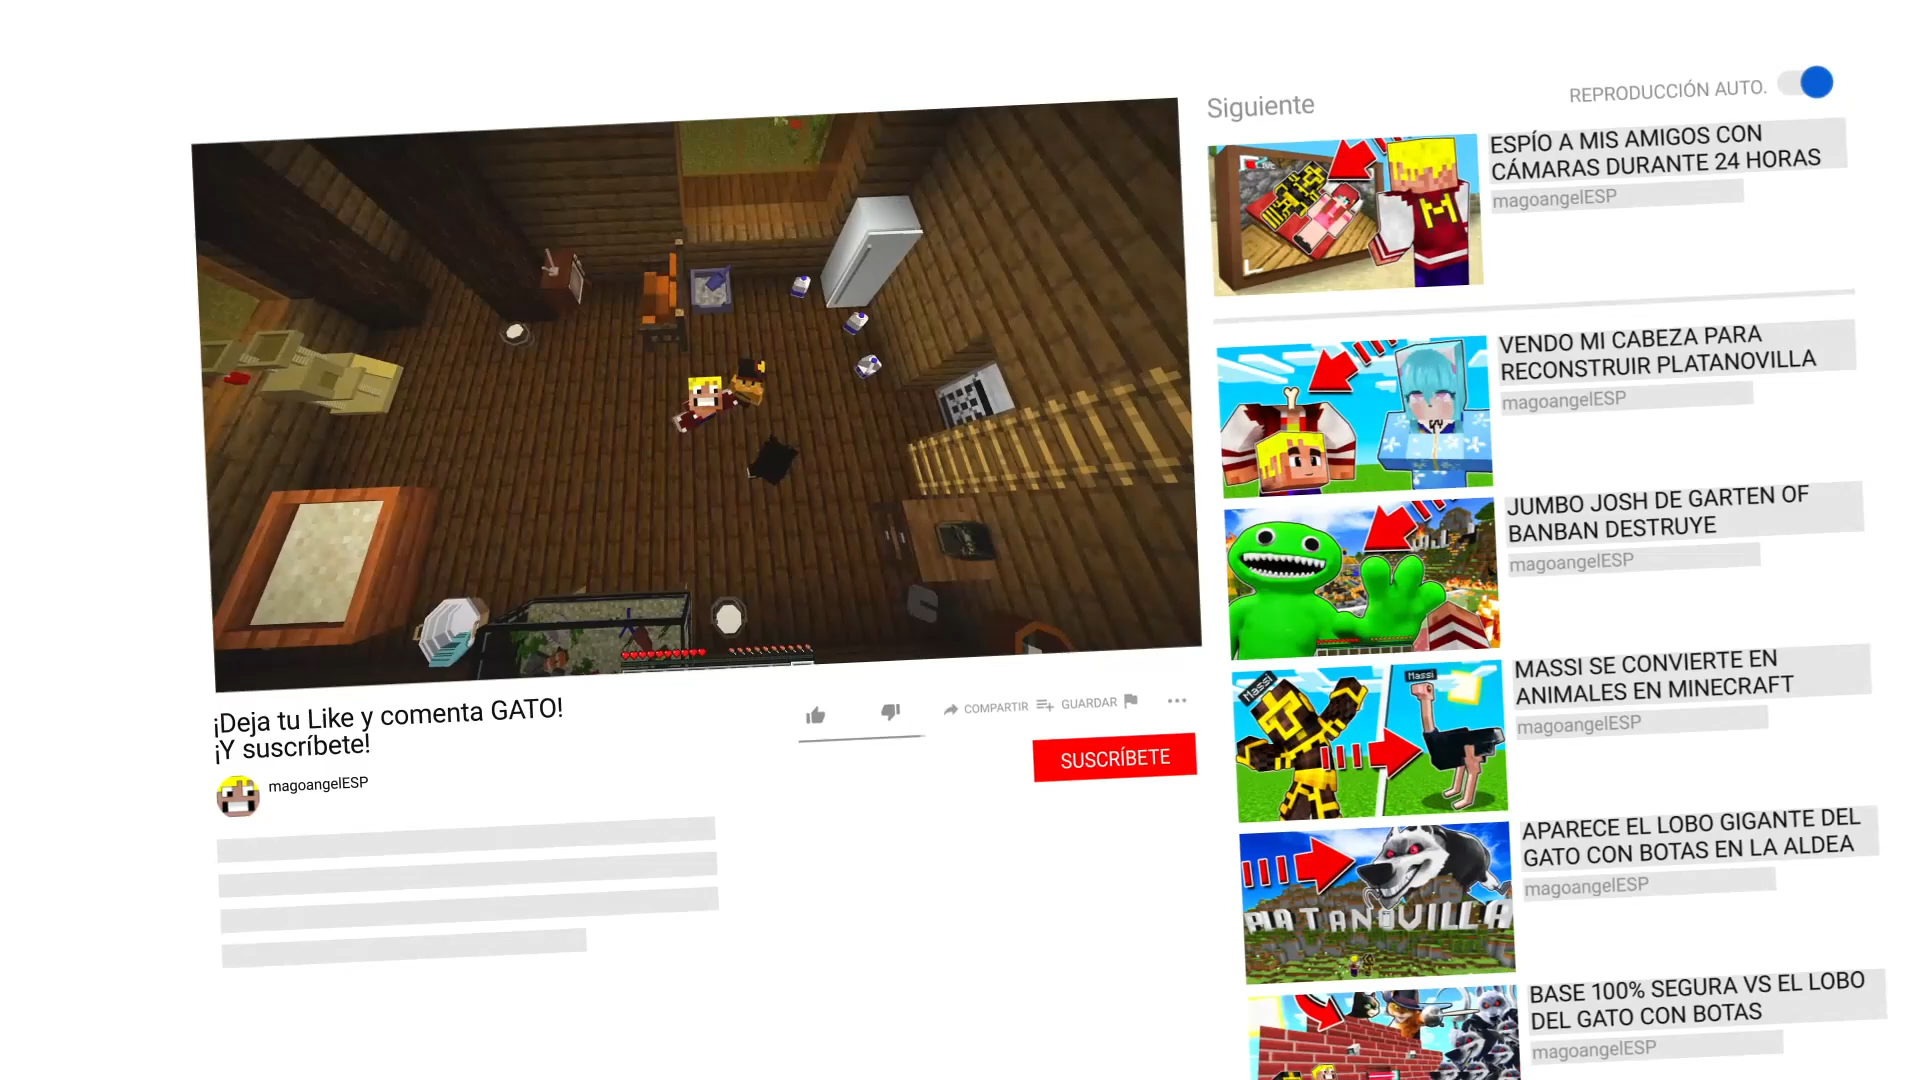 ¡Deja tu Like y comenta GATO!
¡Y suscríbete!
magoangelESP
COMPARTIR
GUARDAR
SUSCRÍBETE
Siguiente
REPRODUCCIÓN AUTO.
ESPÍO A MIS AMIGOS CON
CÁMARAS DURANTE 24 HORAS
magoangelESP
VENDO MI CABEZA PARA
RECONSTRUIR PLATANOVILLA
magoangelESP
JUMBO JOSH DE GARTEN OF
BANBAN DESTRUYE
magoangelESP
Massi
Massi
MASSI SE CONVIERTE EN
ANIMALES EN MINECRAFT
magoangelESP
PLATANOVILLA
APARECE EL LOBO GIGANTE DEL
GATO CON BOTAS EN LA ALDEA
magoangelESP
BASE 100% SEGURA VS EL LOBO
DEL GATO CON BOTAS
magoangelESP